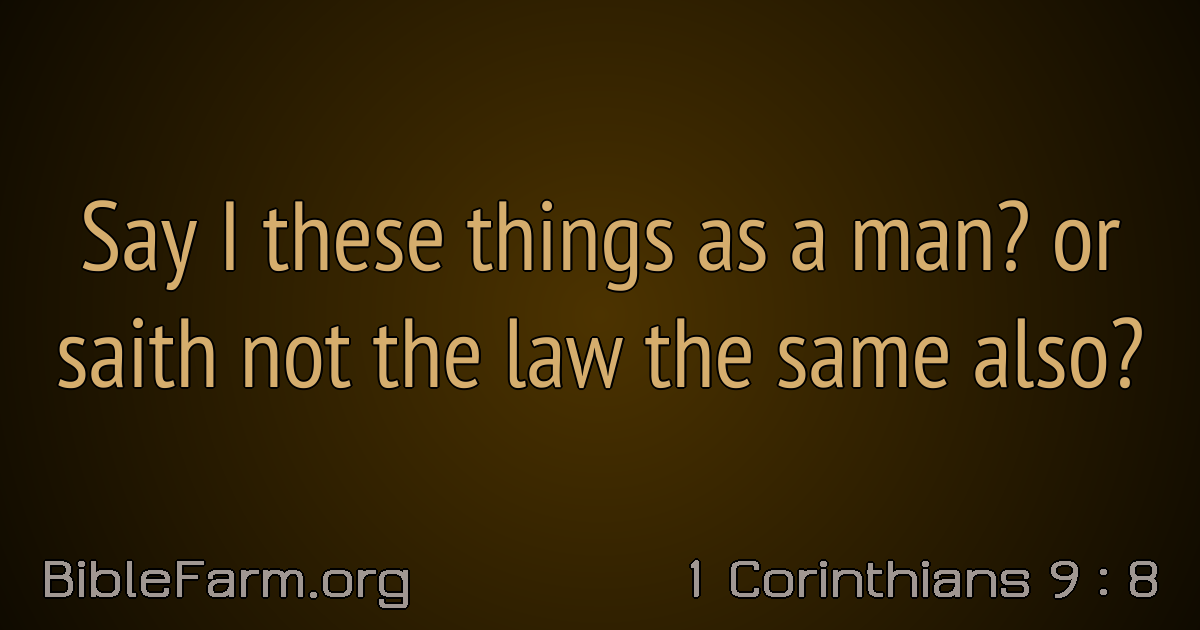 Say I these things as a man? or
saith not the law the same also?
BibleFarm.org
1 Corinthians 9 : 8